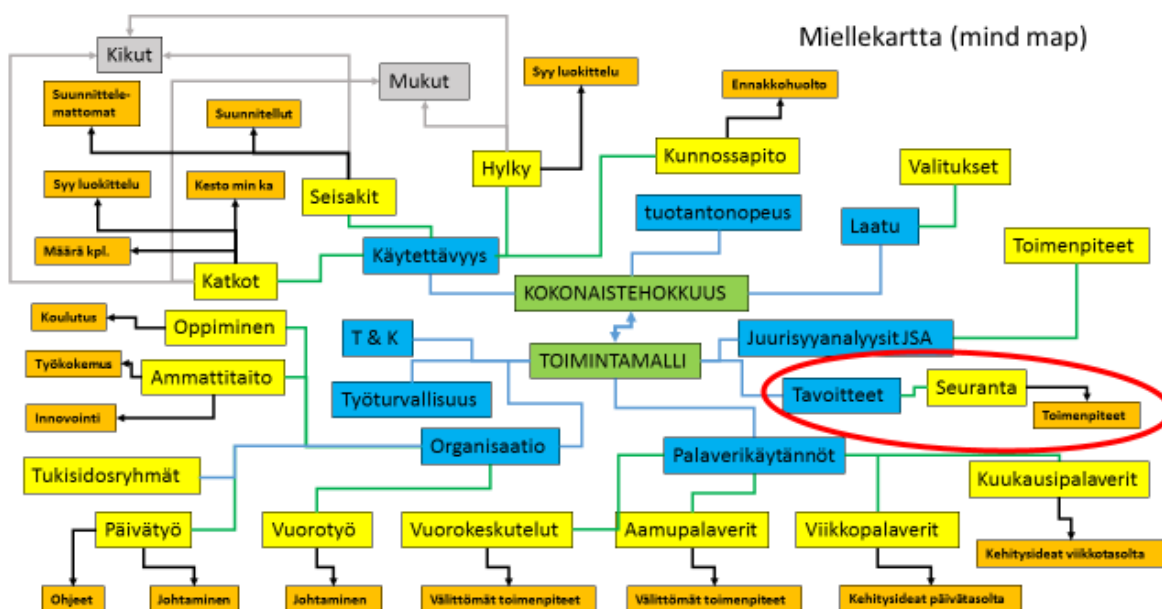 Miellekartta (mind map)
Kikut
Mukut
Syy luokittelu
Ennakkohuolto
Suunnittele-
mattomat
Suunnitellut
Hylky
Kunnossapito
Valitukset
Syy luokittelu
Kesto min ka
Seisakit
tuotantonopeus
Laatu
Määrä kpl.
Käytettävyys
Toimenpiteet
Katkot
KOKONAISTEHOKKUUS
Koulutus
Oppiminen
T & K
Juurisyyanalyysit JSA
TOIMINTAMALLI
Työkokemus
Ammattitaito
Työturvallisuus
Tavoitteet
Seuranta
Innovointi
Toimenpiteet
Organisaatio
Palaverikäytännöt
Tukisidosryhmät
Kuukausipalaverit
Päivätyö
Vuorotyö
Vuorokeskutelut
Aamupalaverit
Viikkopalaverit
Kehitysideat viikkotasolta
Ohjeet
Johtaminen
Johtaminen
Välittömät toimenpiteet
Välittömät toimenpiteet
Kehitysideat päivätasolta